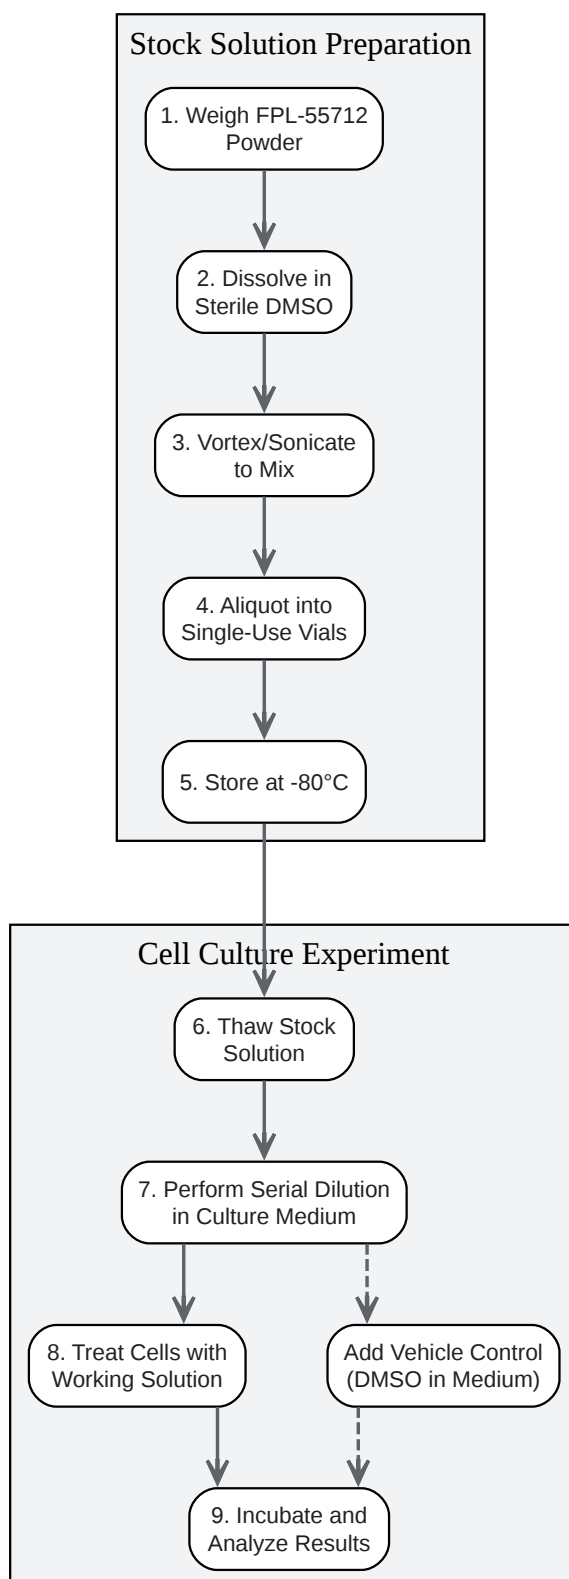 Stock Solution Preparation
1. Weigh FPL-55712
Powder
2. Dissolve in
Sterile DMSO
3. Vortex/Sonicate
to Mix
4. Aliquot into
Single-Use Vials
5. Store at -80°C
Cell Culture Experiment
6. Thaw Stock
Solution
7. Perform Serial Dilution
in Culture Medium
8. Treat Cells with
Working Solution
Add Vehicle Control
(DMSO in Medium)
9. Incubate and
Analyze Results